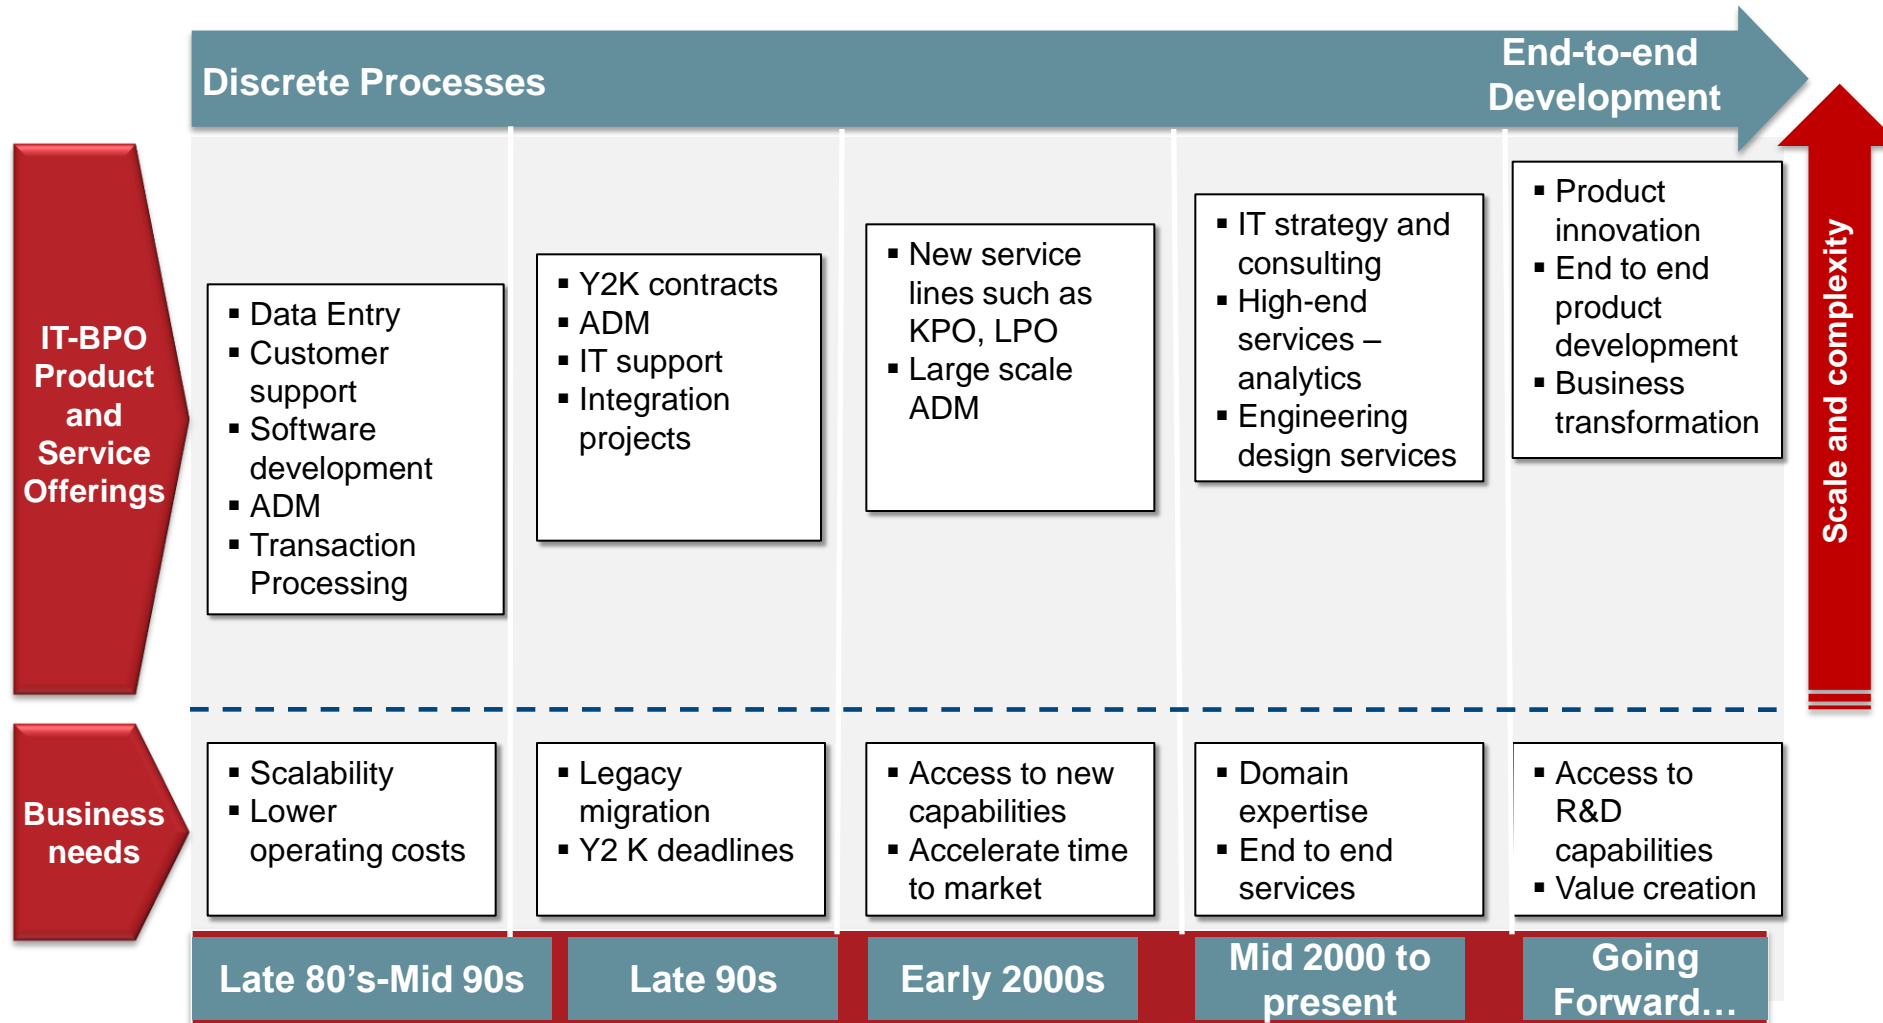 Discrete Processes
End-to-end
Development
IT-BPO
Product
and
Service
Offerings
▪ Data Entry
▪ Customer
support
▪ Software
development
▪ ADM
▪ Transaction
Processing
▪ Y2K contracts
▪ ADM
▪ IT support
▪ Integration
projects
▪ New service
lines such as
KPO, LPO
▪ Large scale
ADM
▪ IT strategy and
consulting
▪ High-end
services –
analytics
▪ Engineering
design services
▪ Product
innovation
▪ End to end
product
development
▪ Business
transformation
Scale and complexity
Business
needs
▪ Scalability
▪ Lower
operating costs
▪ Legacy
migration
▪ Y2 K deadlines
▪ Access to new
capabilities
▪ Accelerate time
to market
▪ Domain
expertise
▪ End to end
services
▪ Access to
R&D
capabilities
▪ Value creation
Late 80’s-Mid 90s
Late 90s
Early 2000s
Mid 2000 to
present
Going
Forward…